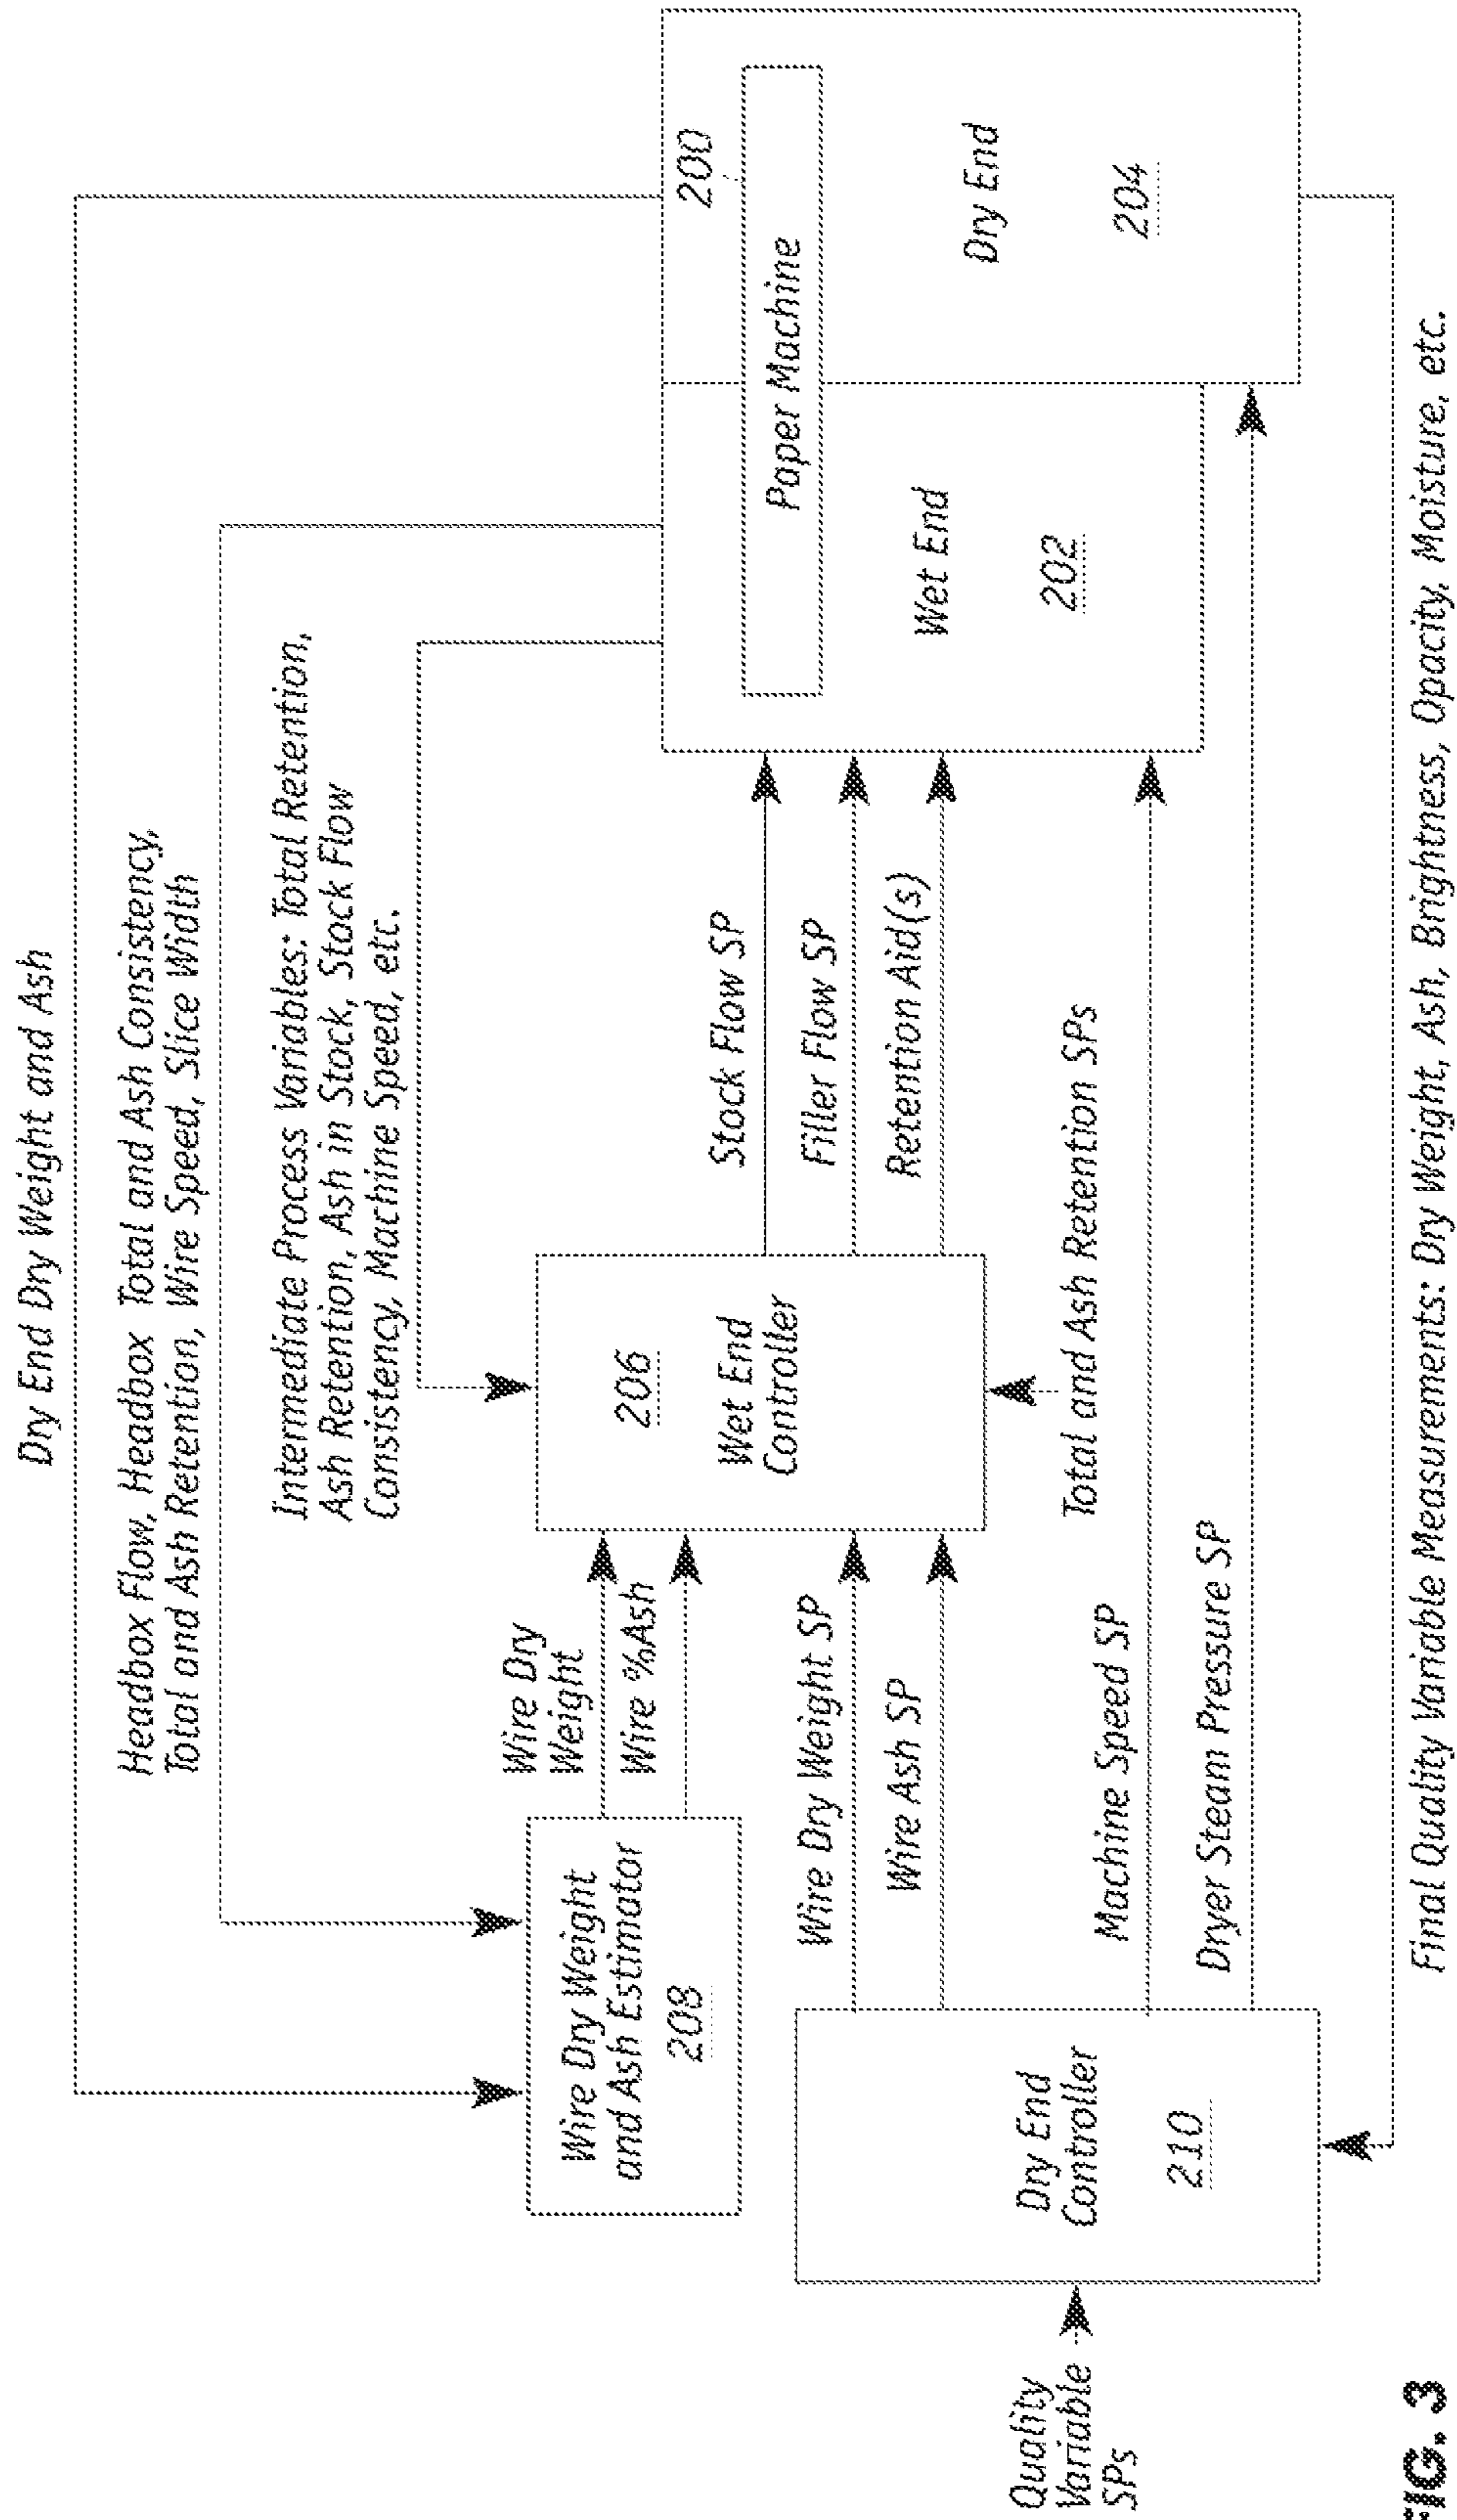 Dry End Dry Weight and Ash
Headbox Flow, Headbox Total and Ash Consistency,
Total and Ash Retention, Wire Speed, Slice Width
Intermediate Process Variables: Total Retention,
Ash Retention, Ash in Stock, Stock Flow
Consistency, Machine Speed, etc.
Wire Dry Weight
and Ash Estimator
208
Wire Dry
Weight
Wire %Ash
206
Wet End
Controller
Stock Flow SP
Filler Flow SP
Retention Aid(s)
200
Paper Machine
Wet End
202
Dry End
204
Wire Dry Weight SP
Wire Ash SP
Total and Ash Retention SPs
Machine Speed SP
Dryer Steam Pressure SP
Quality
Variable
SPs
Dry End
Controller
210
Final Quality Variable Measurements: Dry Weight, Ash, Brightness, Opacity, Moisture, etc.
FIG. 3